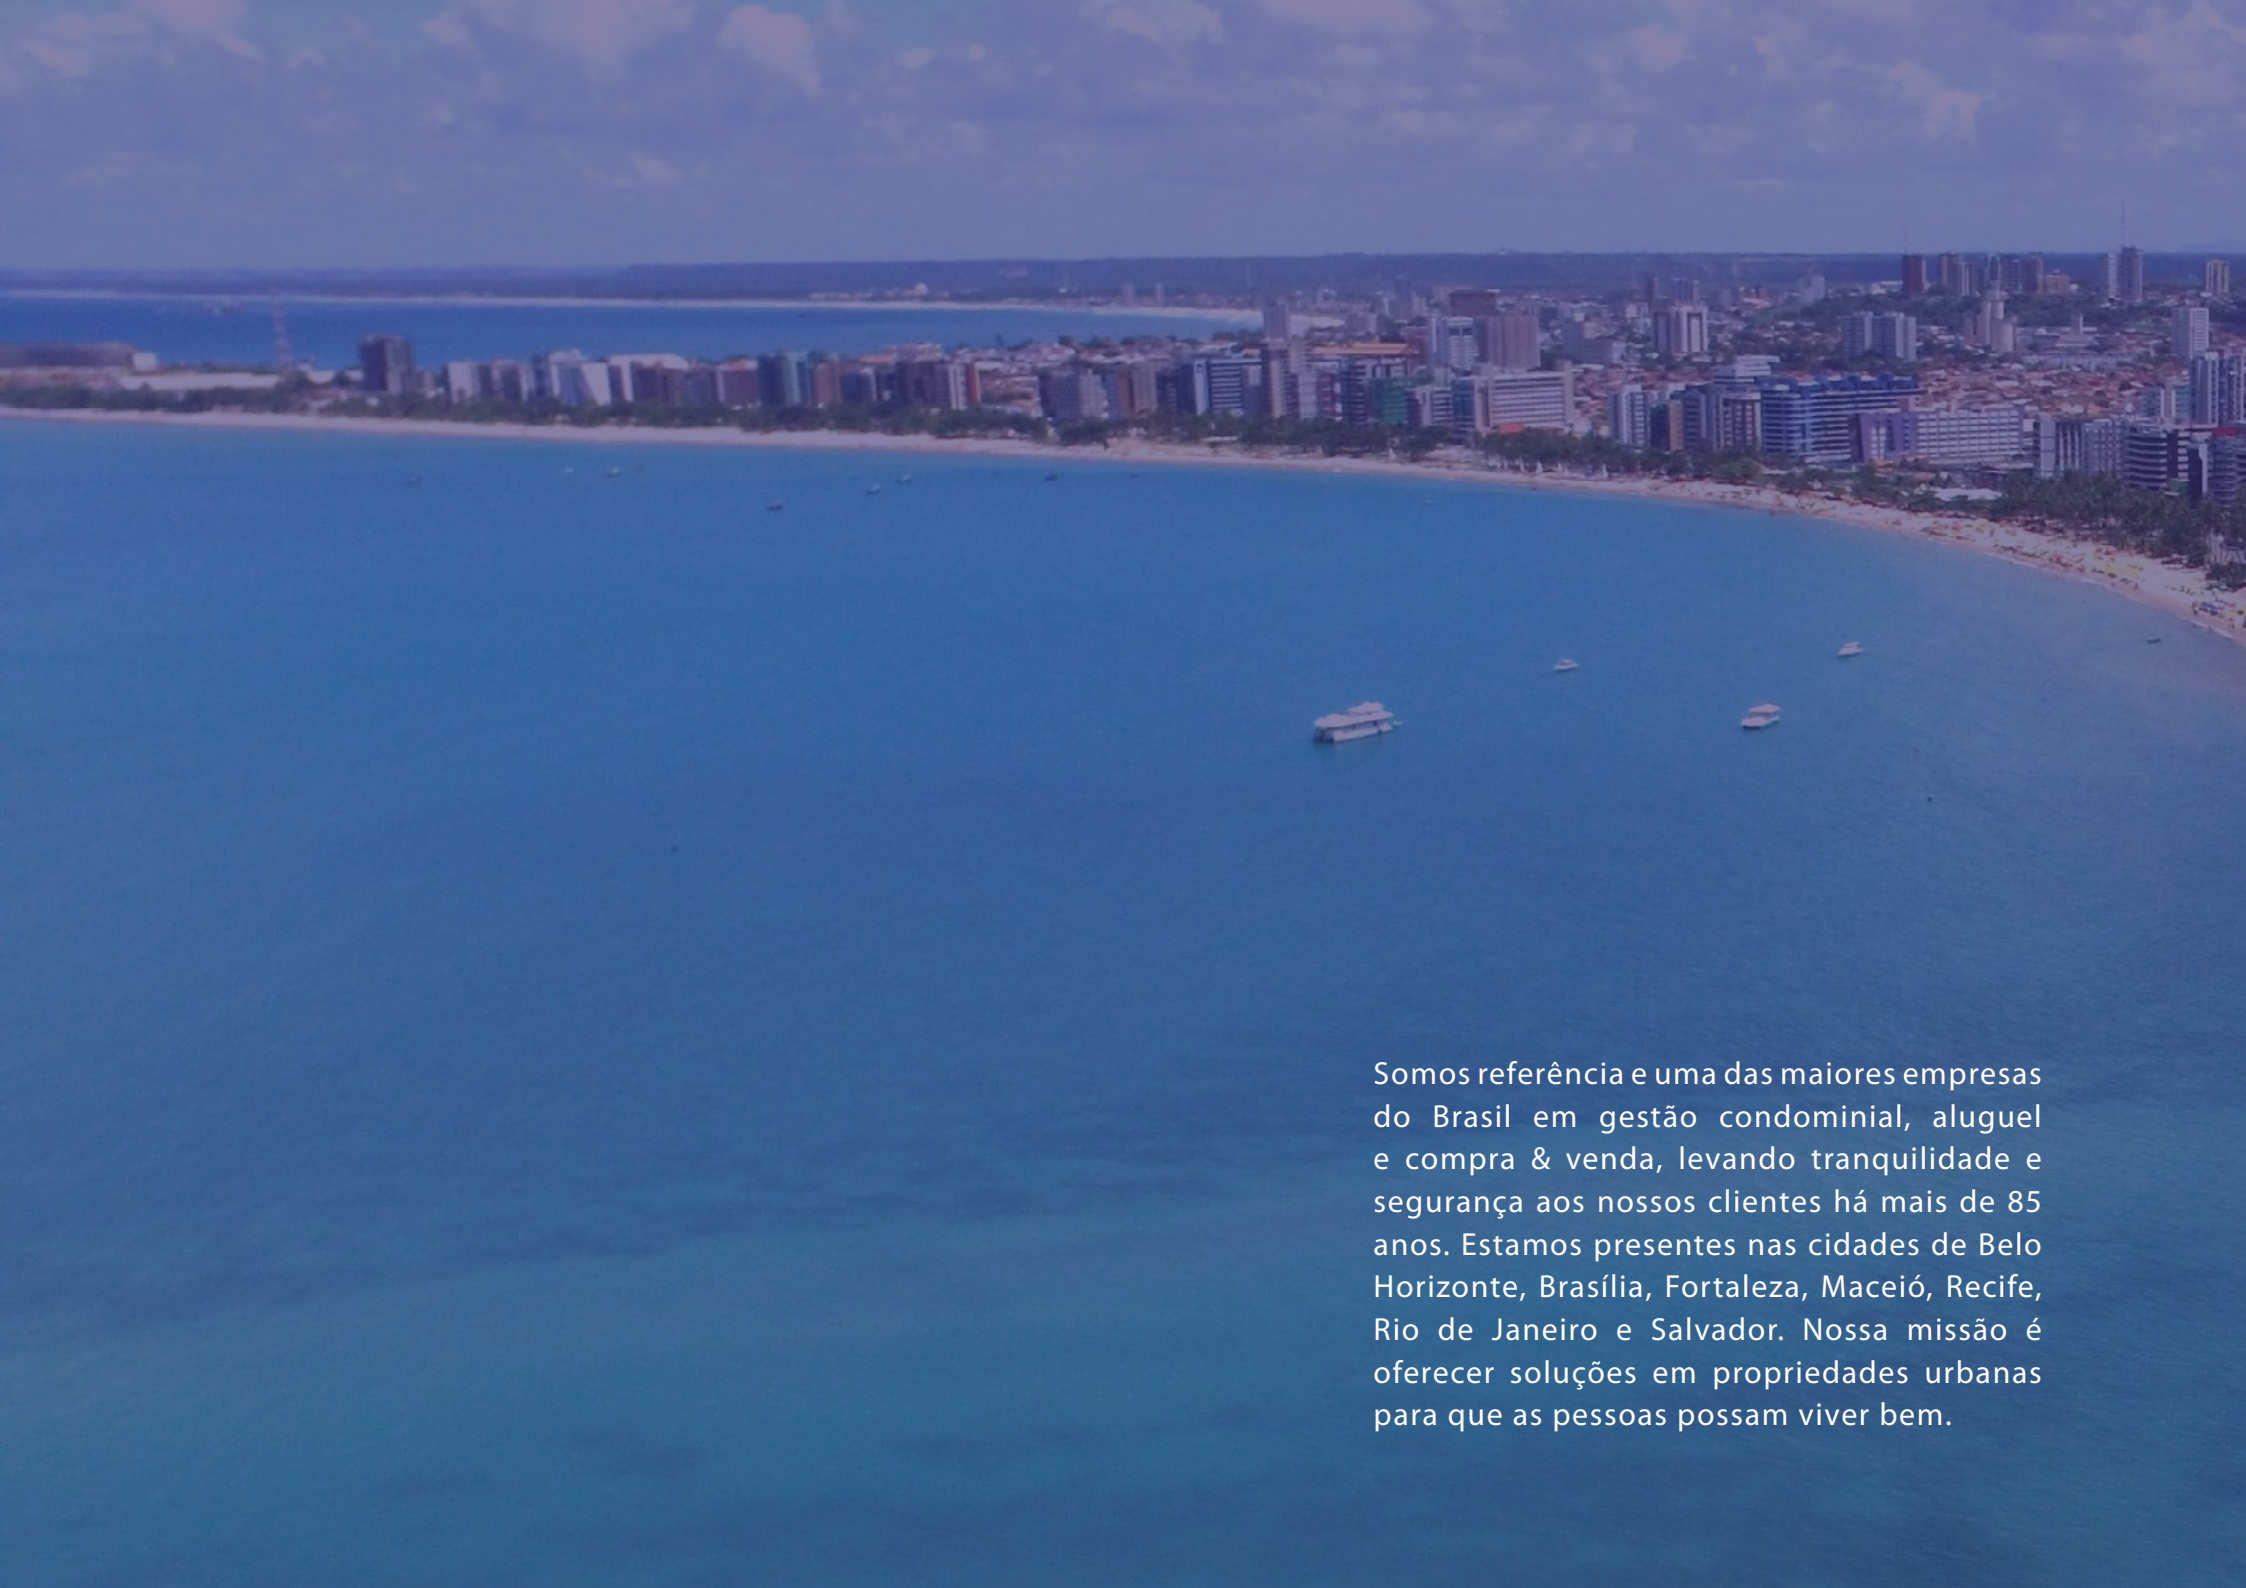 Somos referência e uma das maiores empresas
do Brasil em gestão condominial, aluguel
e compra & venda, levando tranquilidade e
segurança aos nossos clientes há mais de 85
anos. Estamos presentes nas cidades de Belo
Horizonte, Brasília, Fortaleza, Maceió, Recife,
Rio de Janeiro e Salvador. Nossa missão é
oferecer soluções em propriedades urbanas
para que as pessoas possam viver bem.